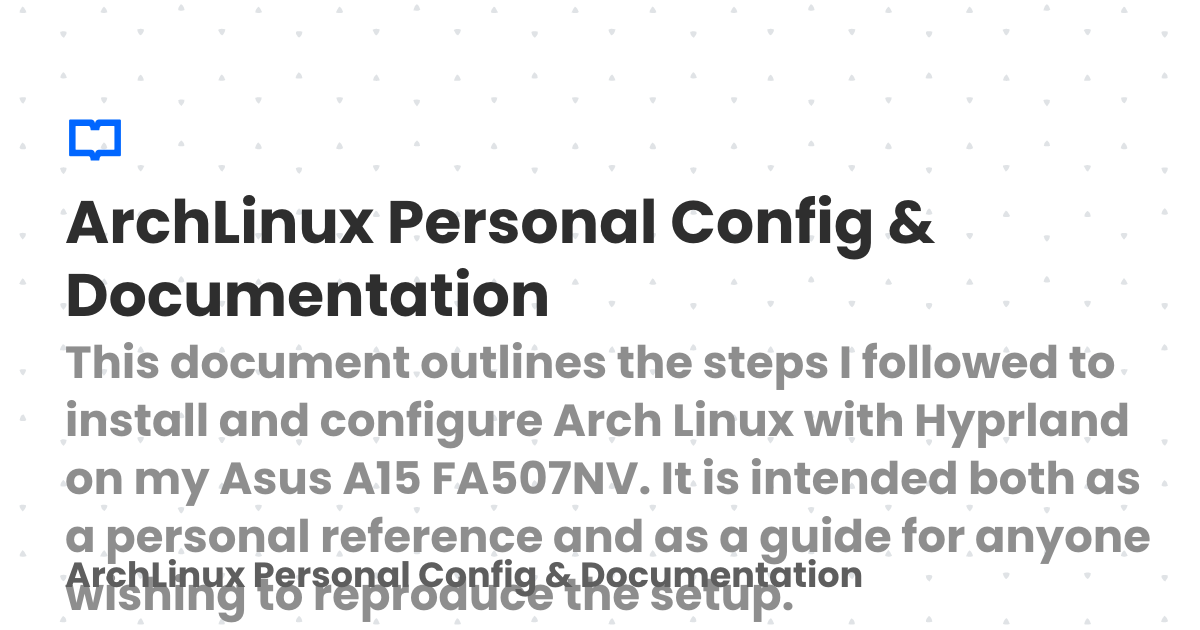 ArchLinux Personal Config &
Documentation
This document outlines the steps I followed to
install and configure Arch Linux with Hyprland
on my Asus A15 FA507NV. It is intended both as
a personal reference and as a guide for anyone
ArchLinux Personal Config & Documentation
wishing to reproduce the setup.